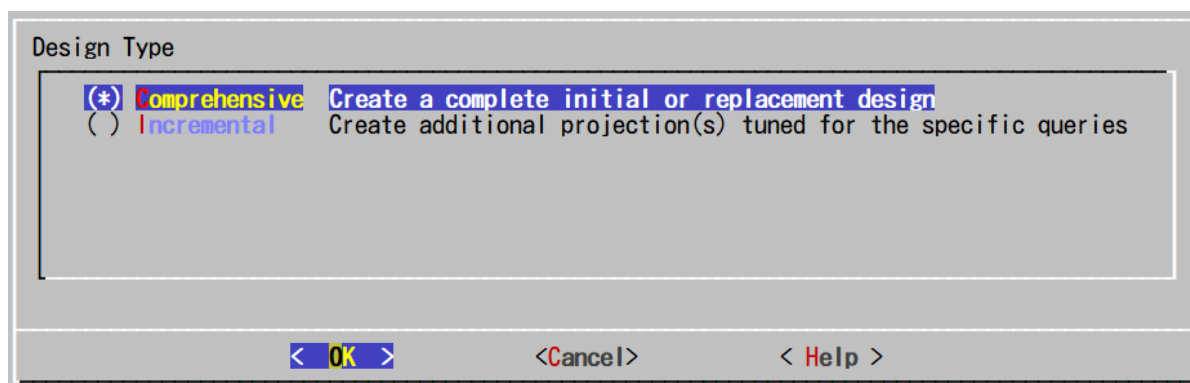 Design Type
(*) Comprehensive Create a complete initial or replacement design
( ) Incremental Create additional projection(s) tuned for the specific queries
< OK > <Cancel> < Help >